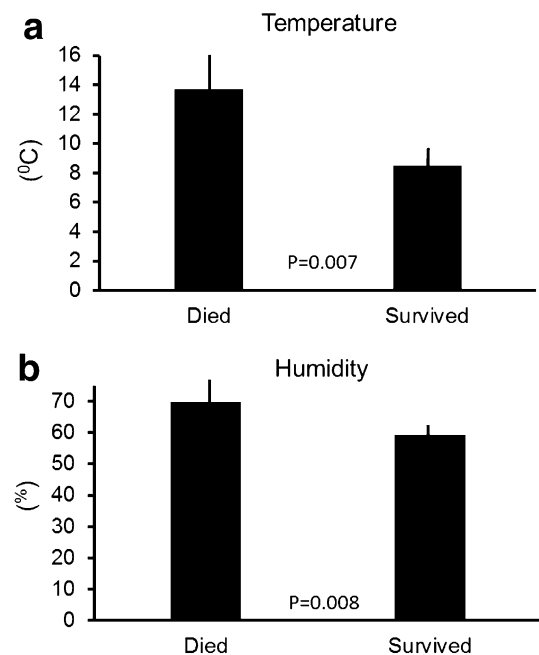 a
Temperature
16
14
12
10
8
6
4
2
0
(⁰C)
P=0.007
Died Survived
b
Humidity
70
60
50
40
30
20
10
0
(%)
P=0.008
Died Survived